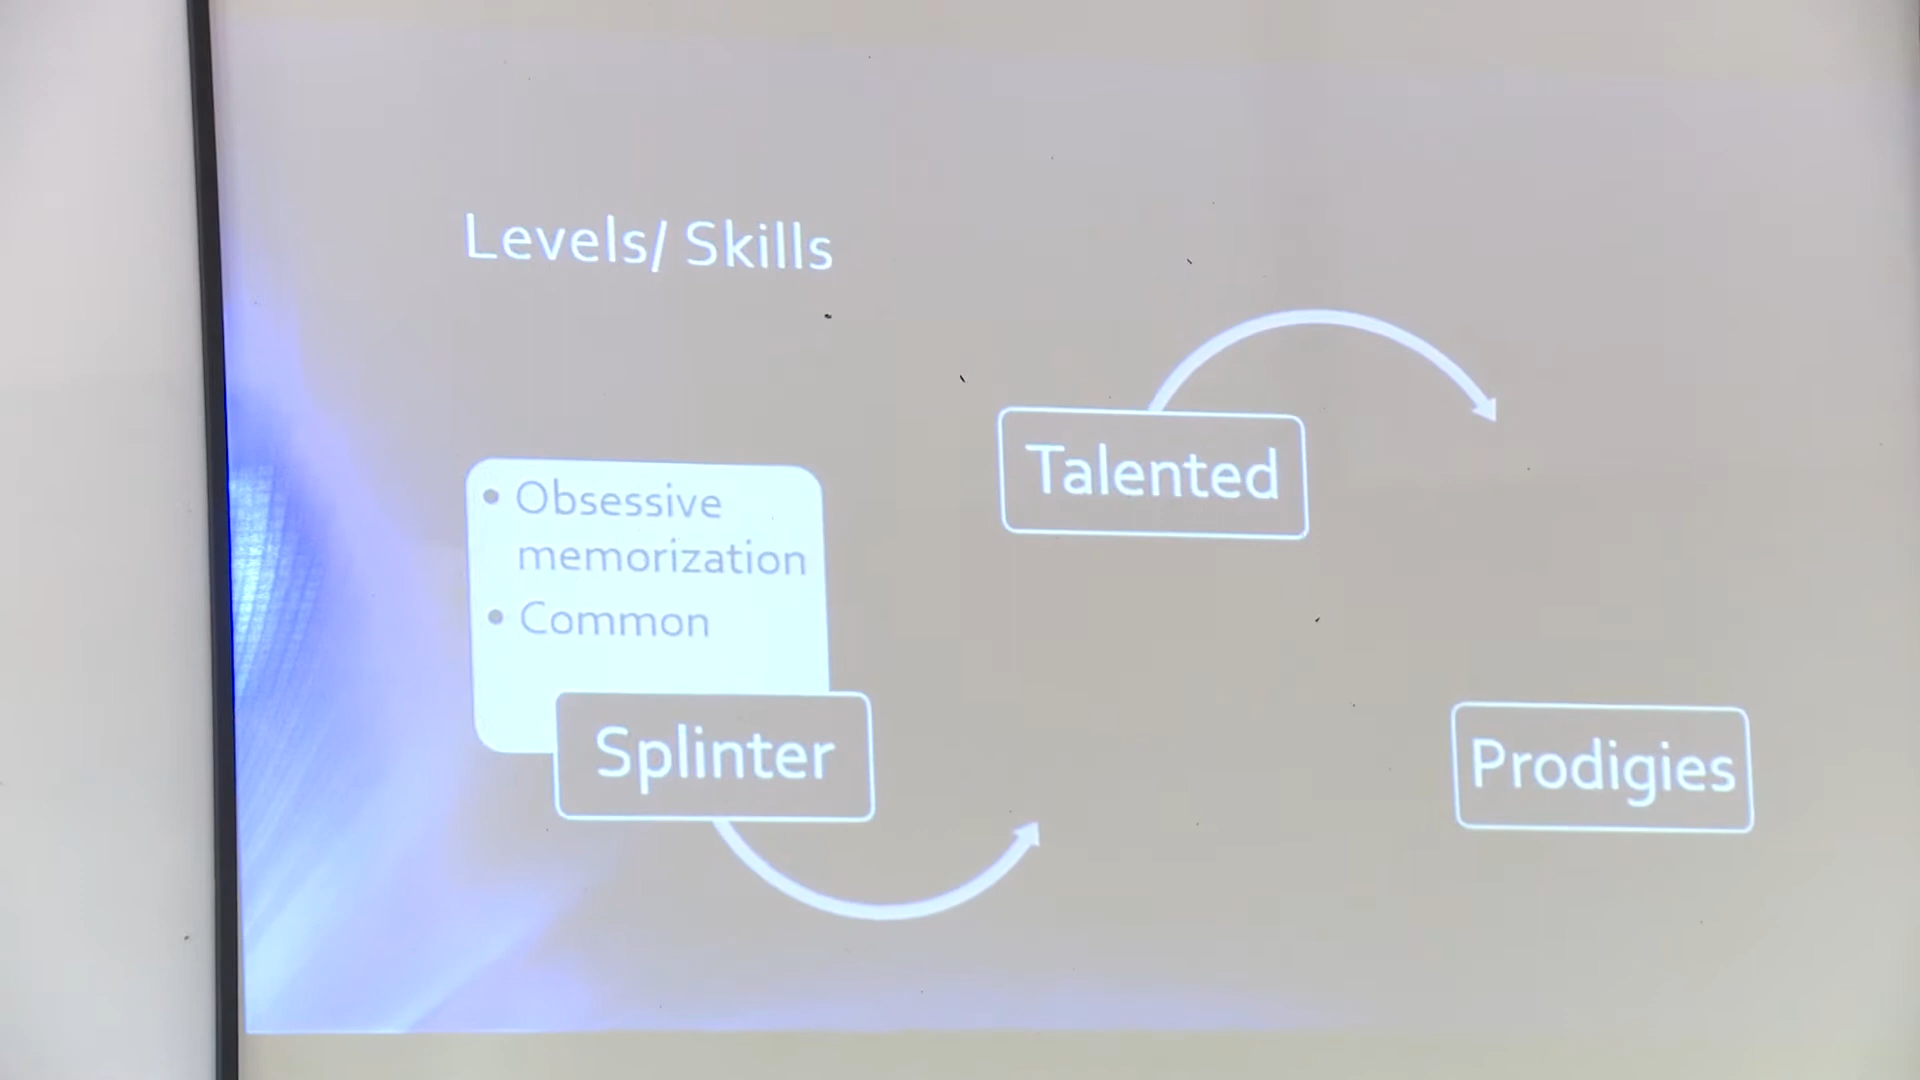 Levels/ Skills
• Obsessive
memorization
• Common
Splinter
Talented
Prodigies